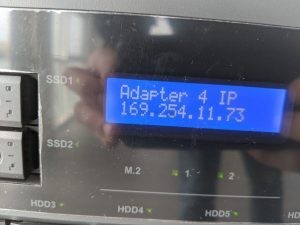 SSD1
Adapter 4 IP
169.254.11.73
SSD2
M.2
1
2
HDD3
HDD4
HDD5